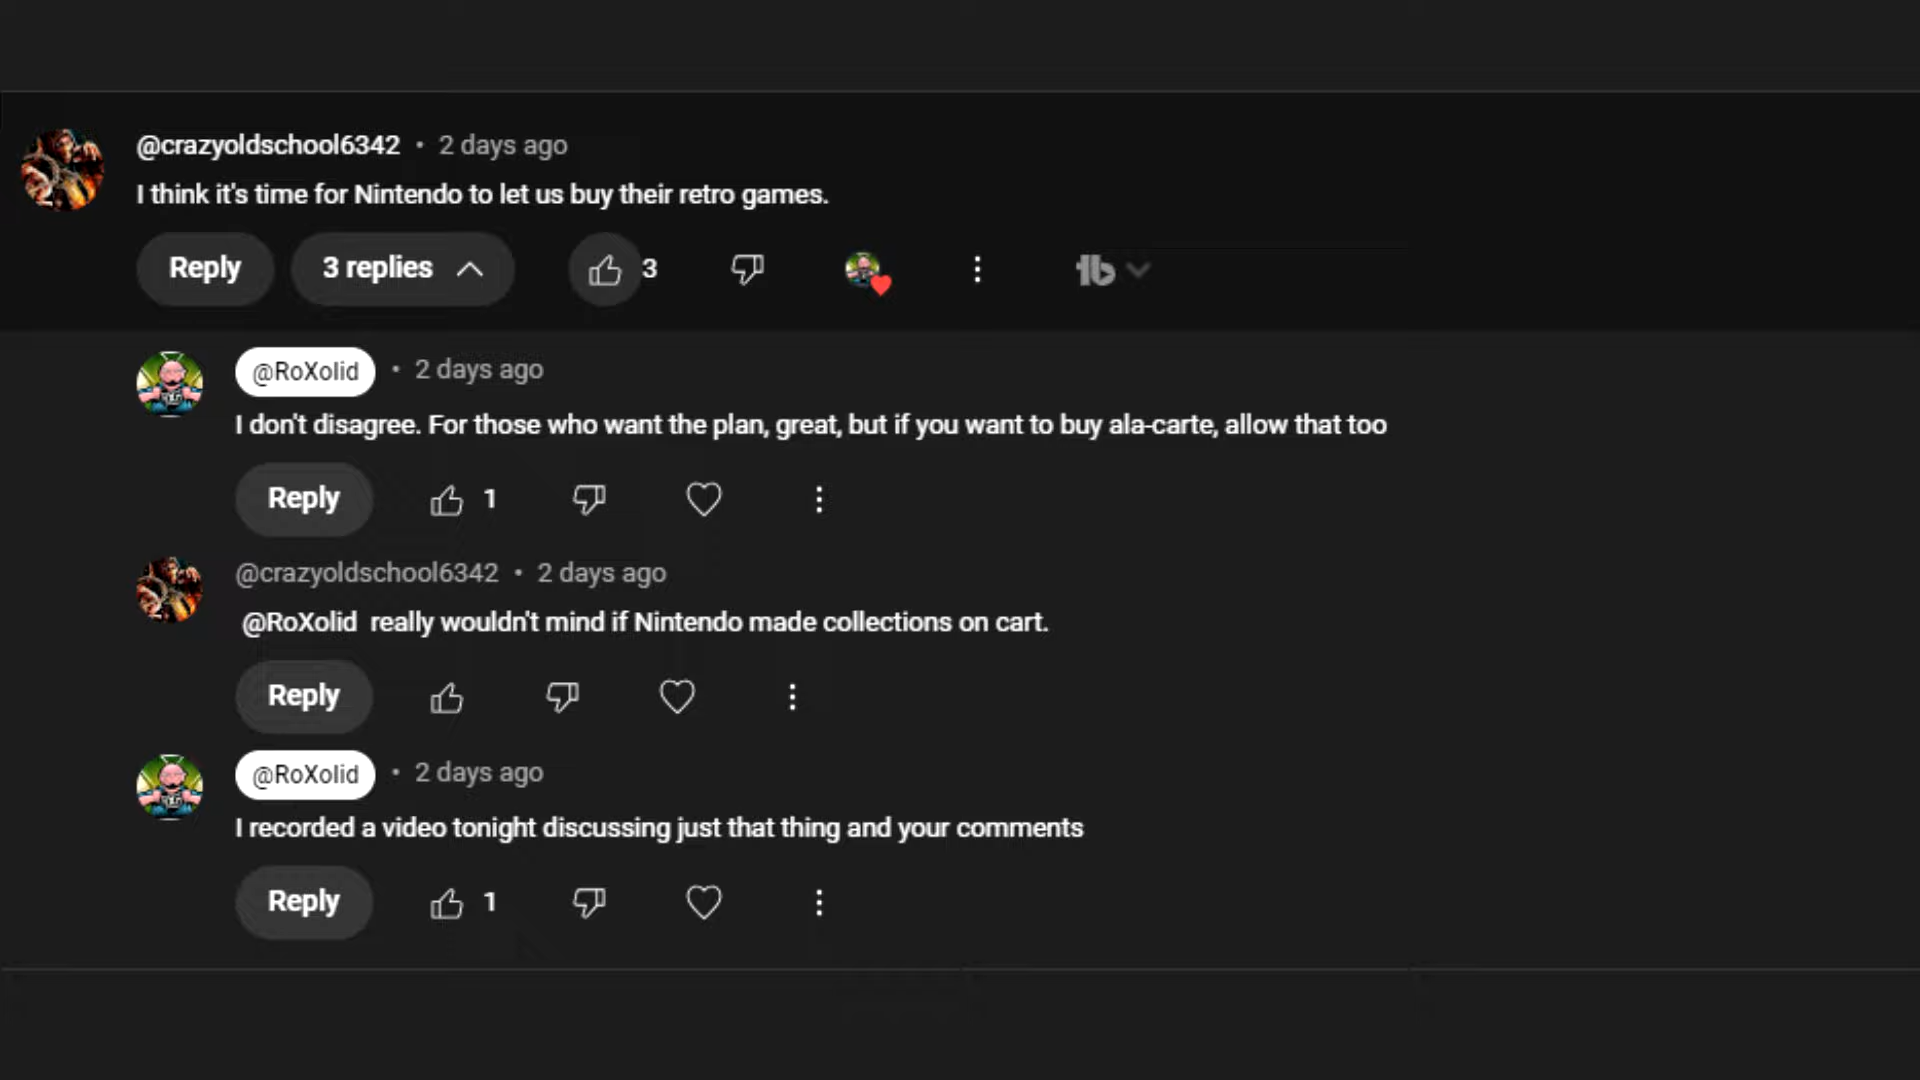 @crazyoldschool6342 • 2 days ago
I think it's time for Nintendo to let us buy their retro games.
Reply 3 replies 3
@RoXolid • 2 days ago
I don't disagree. For those who want the plan, great, but if you want to buy ala-carte, allow that too
Reply 1
@crazyoldschool6342 • 2 days ago
@RoXolid really wouldn't mind if Nintendo made collections on cart.
Reply
@RoXolid • 2 days ago
I recorded a video tonight discussing just that thing and your comments
Reply 1